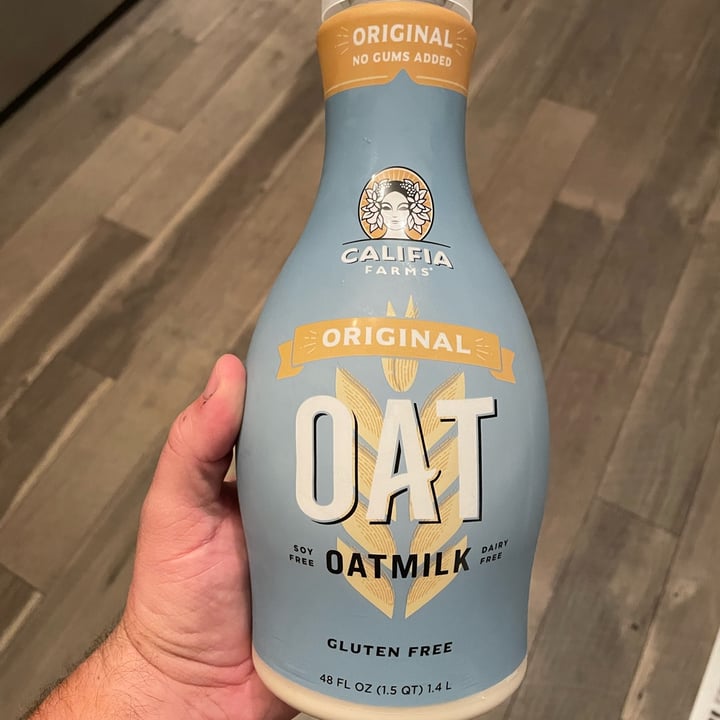 ORIGINAL
NO GUMS ADDED
CALIFIA
FARMS®
ORIGINAL
OAT
SOY
FREE
OATMILK
DAIRY
FREE
GLUTEN FREE
48 FL OZ (1.5 QT) 1.4 L